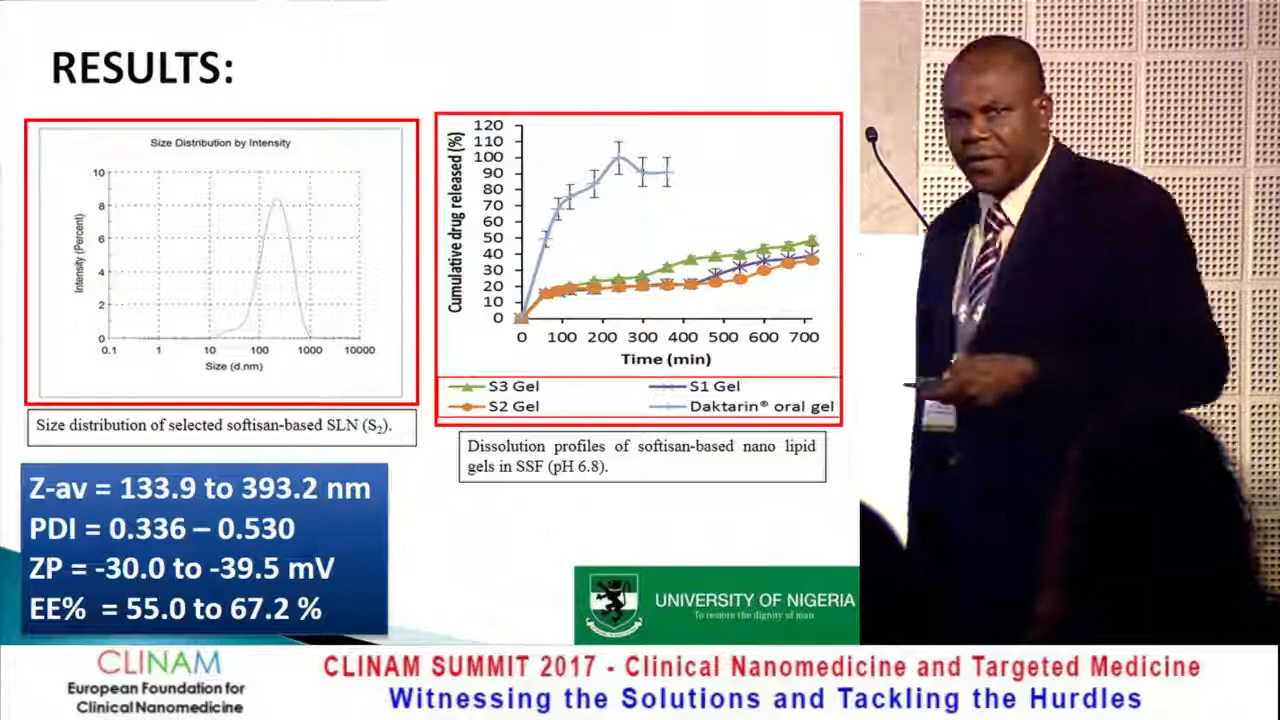 RESULTS:
Size Distribution by Intensity
Intensity (Percent)
10
8
6
4
2
0
0.1 1 10 100 1000 10000
Size (d.nm)
Size distribution of selected softisan-based SLN (S2).
Z-av = 133.9 to 393.2 nm
PDI = 0.336 – 0.530
ZP = -30.0 to -39.5 mV
EE% = 55.0 to 67.2 %
Cumulative drug released (%)
120
110
100
90
80
70
60
50
40
30
20
10
0
0 100 200 300 400 500 600 700
Time (min)
S3 Gel S1 Gel
S2 Gel Daktarin® oral gel
Dissolution profiles of softisan-based nano lipid
gels in SSF (pH 6.8).
UNIVERSITY OF NIGERIA
To restore the dignity of man
CLINAM
European Foundation for
Clinical Nanomedicine
CLINAM SUMMIT 2017 - Clinical Nanomedicine and Targeted Medicine
Witnessing the Solutions and Tackling the Hurdles